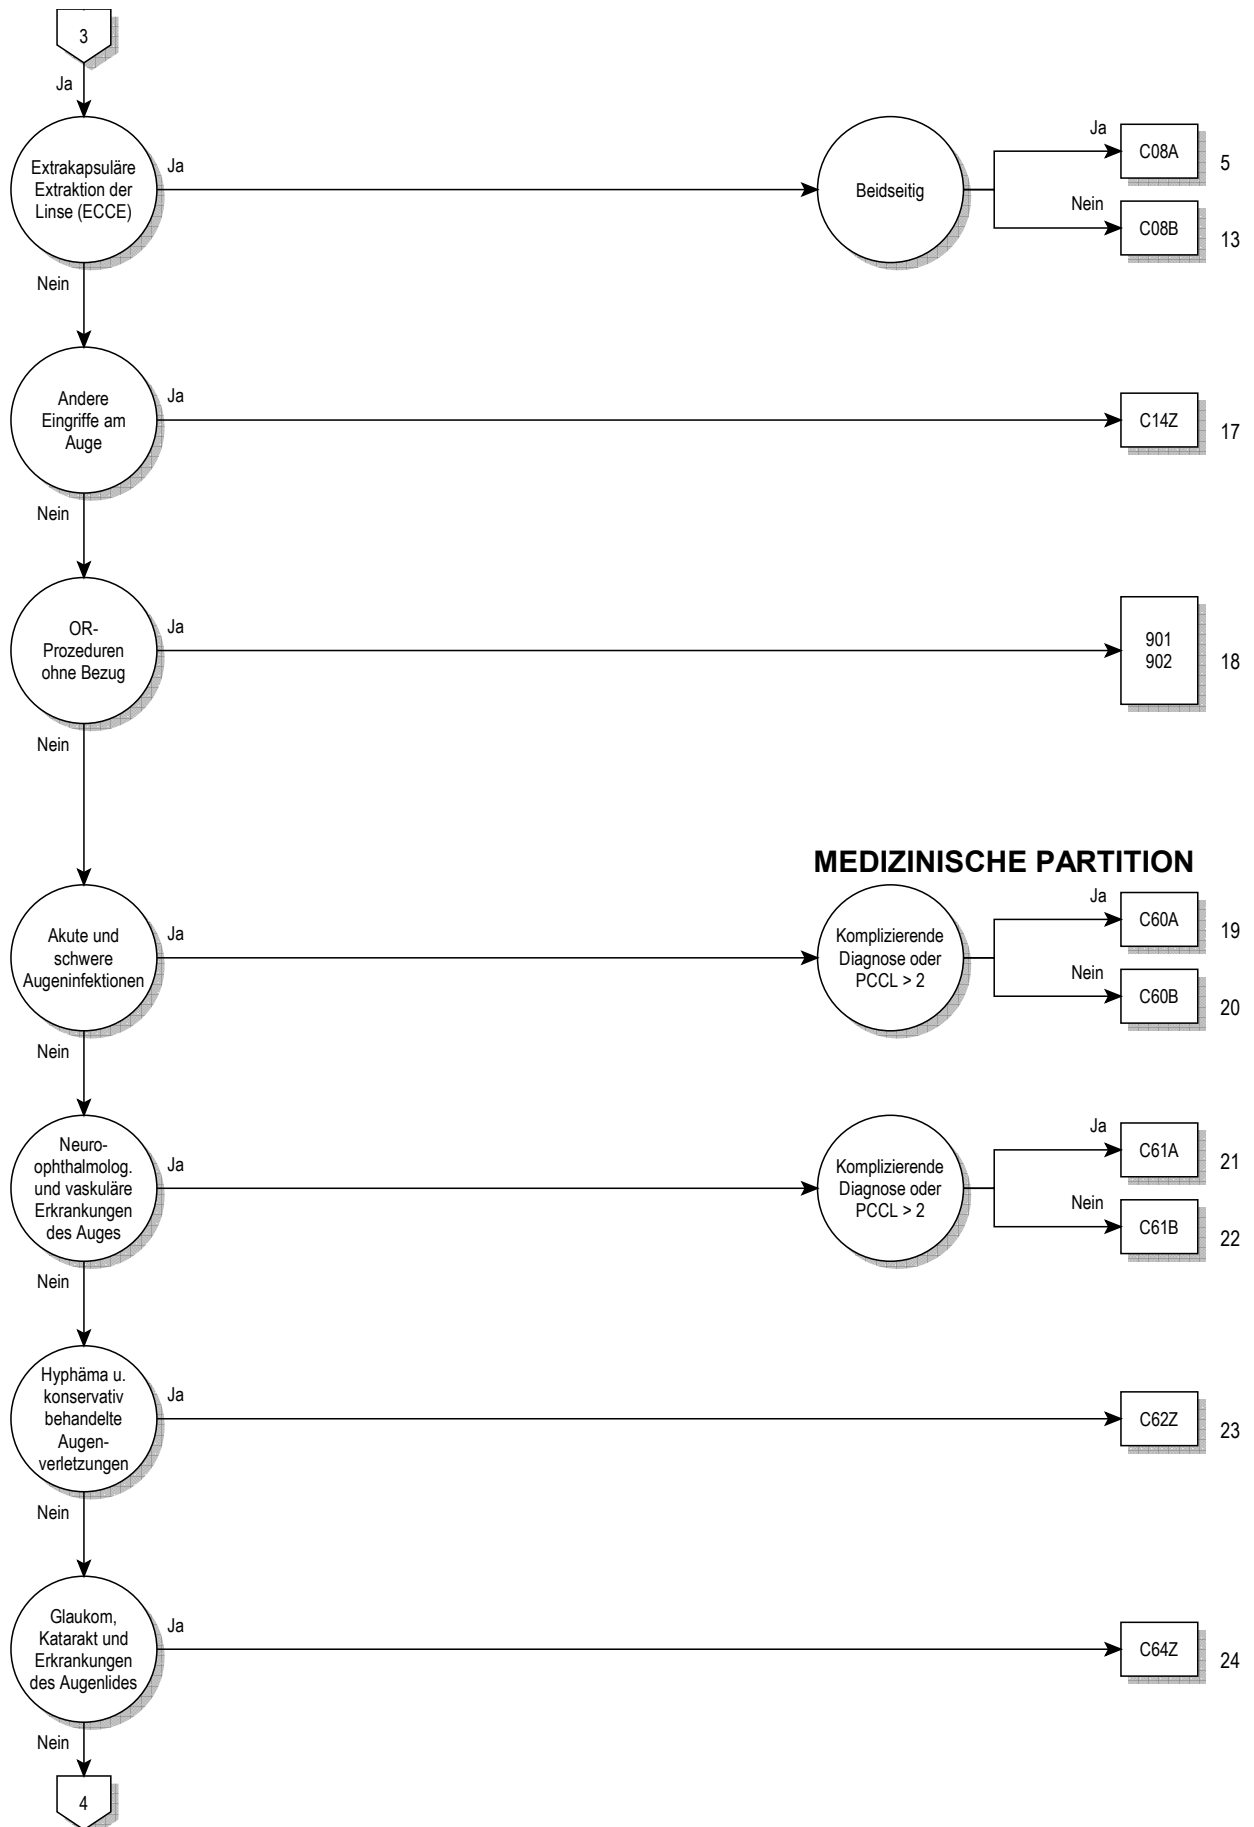 3
Ja
Extrakapsuläre
Extraktion der
Linse (ECCE)
Ja
Beidseitig
Ja
C08A
5
Nein
C08B
13
Nein
Andere
Eingriffe am
Auge
Ja
C14Z
17
Nein
OR-
Prozeduren
ohne Bezug
Ja
901
902
18
Nein
MEDIZINISCHE PARTITION
Akute und
schwere
Augeninfektionen
Ja
Komplizierende
Diagnose oder
PCCL > 2
Ja
C60A
19
Nein
C60B
20
Nein
Neuro-
ophthalmolog.
und vaskuläre
Erkrankungen
des Auges
Ja
Komplizierende
Diagnose oder
PCCL > 2
Ja
C61A
21
Nein
C61B
22
Nein
Hyphäma u.
konservativ
behandelte
Augen-
verletzungen
Ja
C62Z
23
Nein
Glaukom,
Katarakt und
Erkrankungen
des Augenlides
Ja
C64Z
24
Nein
4